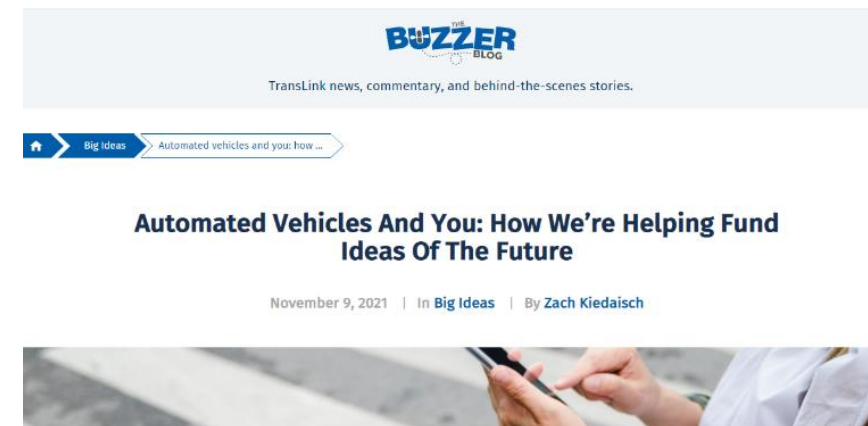 THE
BUZZER
BLOG
TransLink news, commentary, and behind-the-scenes stories.
Big Ideas
Automated vehicles and you: how ...
Automated Vehicles And You: How We’re Helping Fund
Ideas Of The Future
November 9, 2021 | In Big Ideas | By Zach Kiedaisch